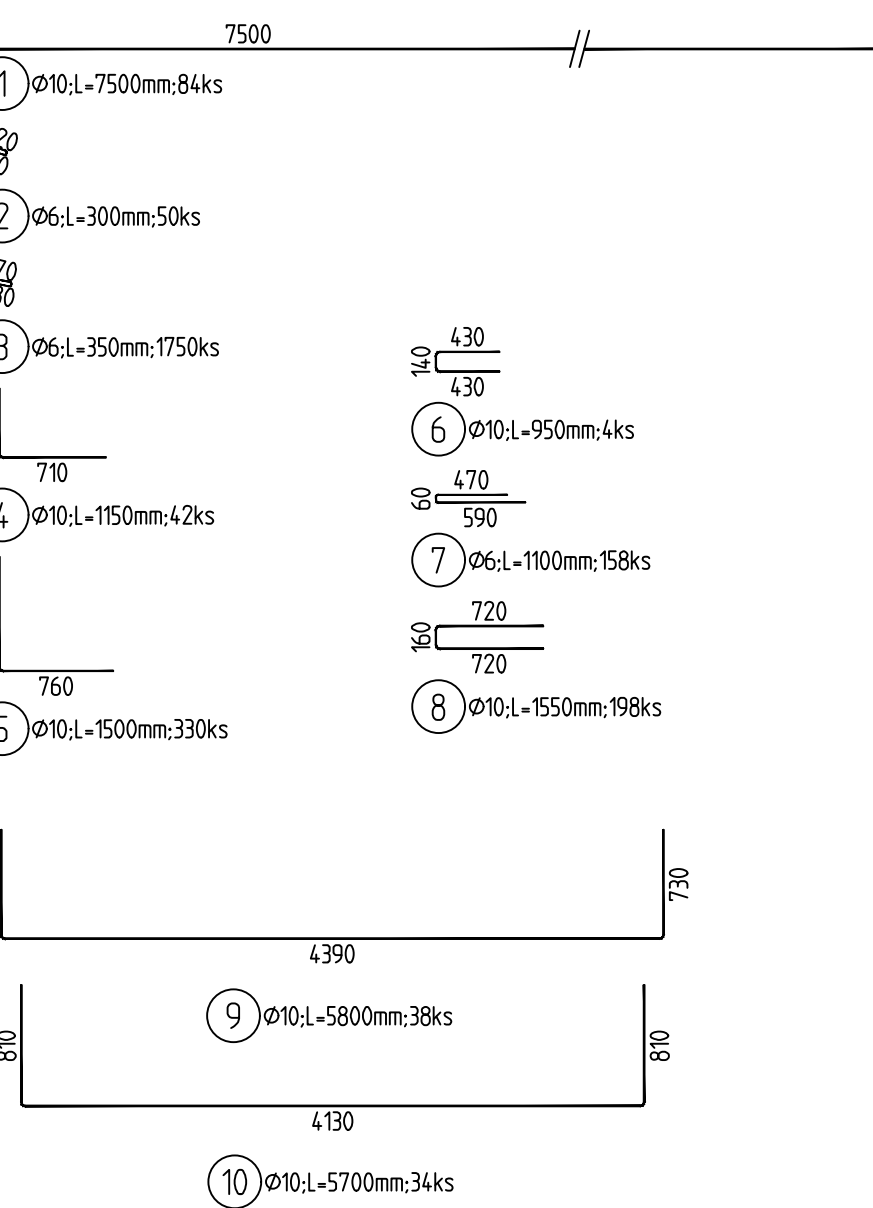 7500
1 Ø10;L=7500mm;84ks
2 Ø6;L=300mm;50ks
3 Ø6;L=350mm;1750ks
710
4 Ø10;L=1150mm;42ks
760
5 Ø10;L=1500mm;330ks
430
140
430
6 Ø10;L=950mm;4ks
470
60
590
7 Ø6;L=1100mm;158ks
720
160
720
8 Ø10;L=1550mm;198ks
730
4390
9 Ø10;L=5800mm;38ks
810
810
4130
10 Ø10;L=5700mm;34ks